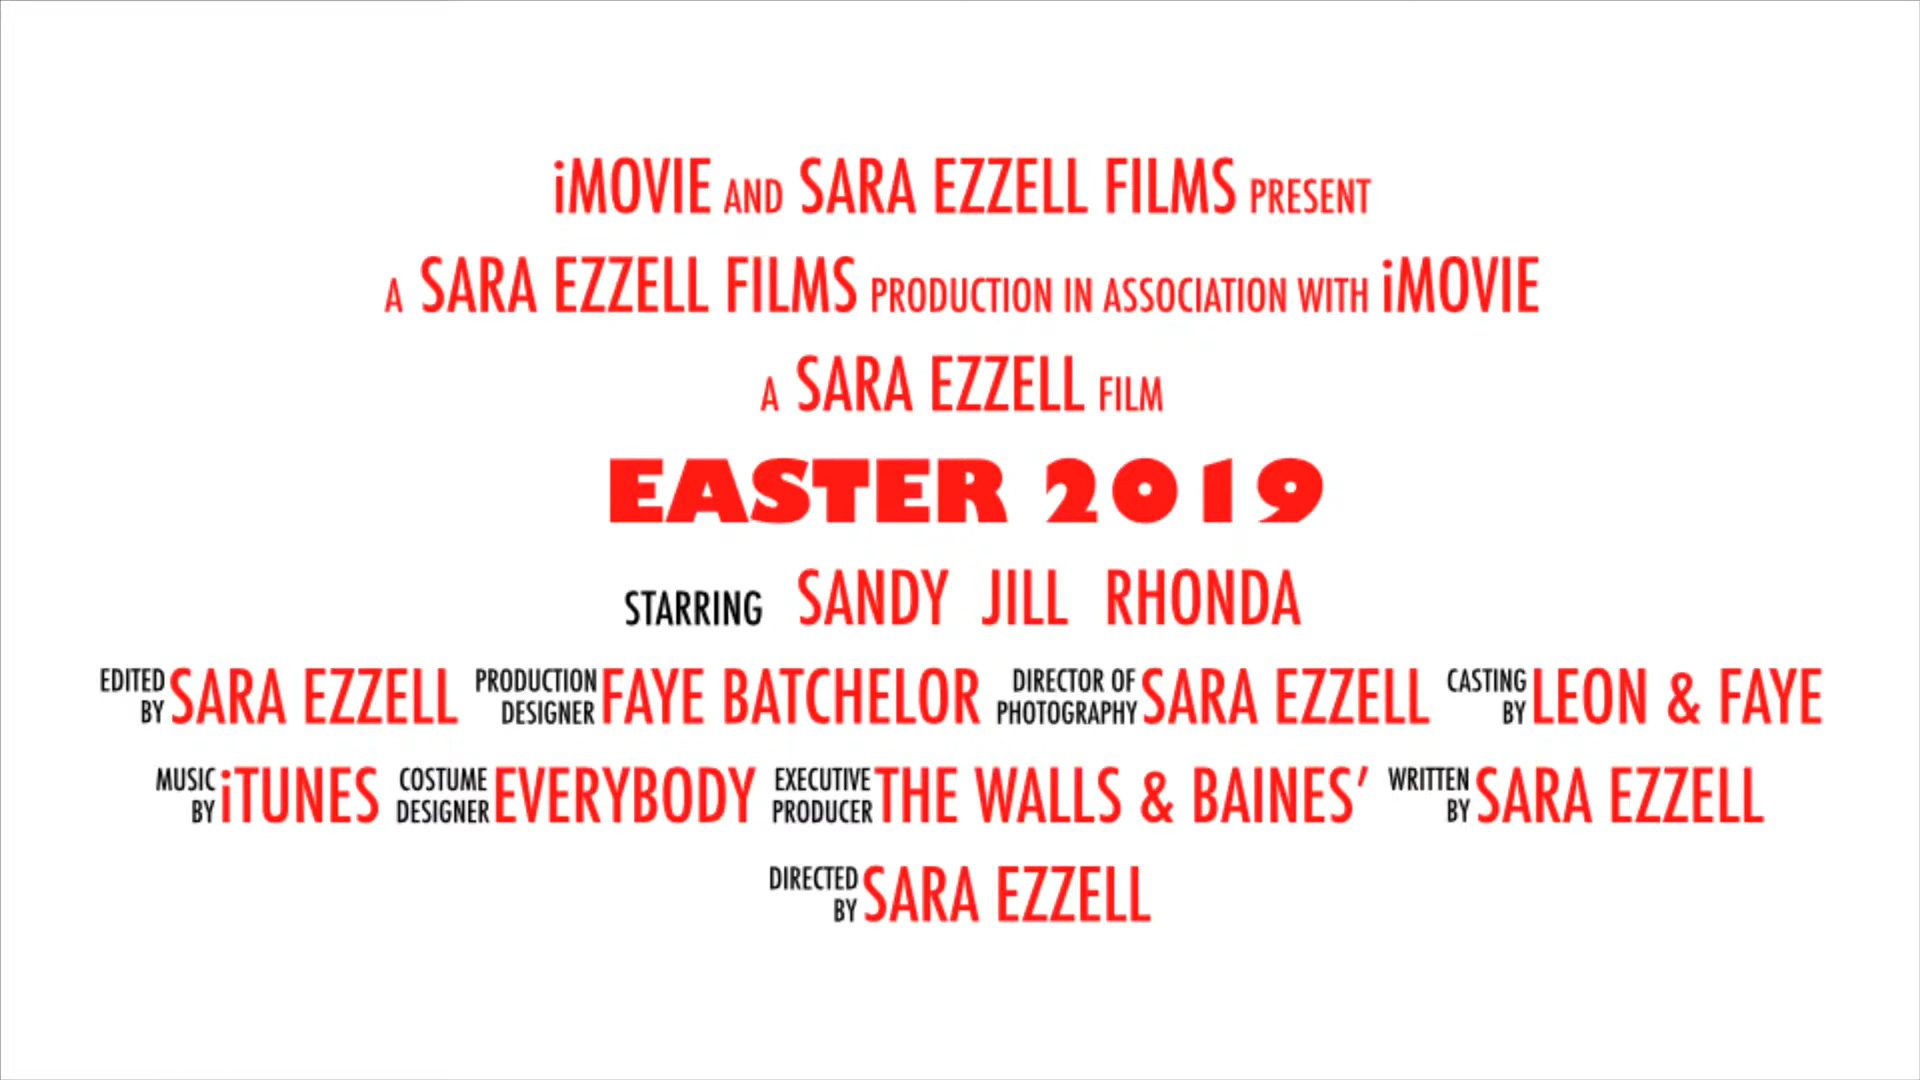 iMOVIE AND SARA EZZELL FILMS PRESENT
A SARA EZZELL FILMS PRODUCTION IN ASSOCIATION WITH iMOVIE
A SARA EZZELL FILM
EASTER 2019
STARRING SANDY JILL RHONDA
EDITED BY SARA EZZELL PRODUCTION DESIGNER FAYE BATCHELOR DIRECTOR OF PHOTOGRAPHY SARA EZZELL CASTING BY LEON & FAYE
MUSIC BY iTUNES COSTUME DESIGNER EVERYBODY EXECUTIVE PRODUCER THE WALLS & BAINES’ WRITTEN BY SARA EZZELL
DIRECTED BY SARA EZZELL